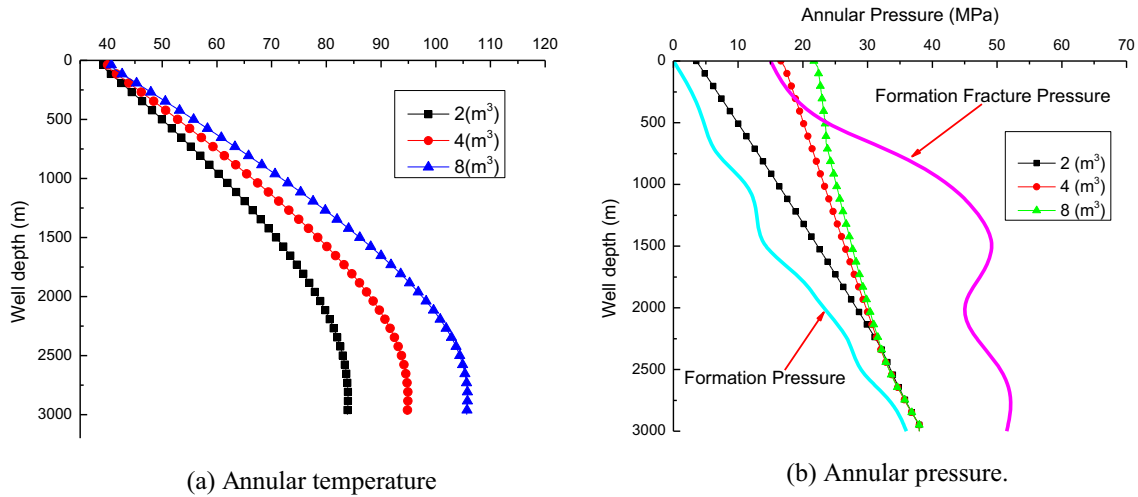 40 50 60 70 80 90 100 110 120
0
500
1000
1500
2000
2500
3000
Well depth (m)
2(m³)
4(m³)
8(m³)
(a) Annular temperature
Annular Pressure (MPa)
0 10 20 30 40 50 60 70
0
500
1000
1500
2000
2500
3000
Well depth (m)
Formation Fracture Pressure
2 (m³)
4 (m³)
8 (m³)
Formation Pressure
(b) Annular pressure.